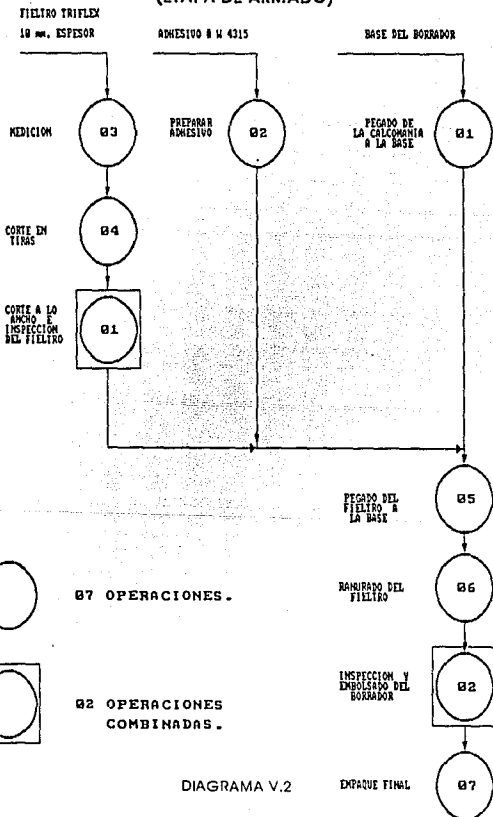 (ETAPA DE ARMADO)
FIELTRO TRIFLEX
10 mm. ESPESOR
ADHESIVO # W 4315
BASE DEL BORRADOR
MEDICION
03
PREPARAR
ADHESIVO
02
PEGADO DE
LA CALCOMANIA
A LA BASE
01
CORTE EN
TIRAS
04
CORTE A LO
ANCHO E
INSPECCION
DEL FIELTRO
01
PEGADO DEL
FIELTRO A
LA BASE
05
07 OPERACIONES.
RANURADO DEL
FIELTRO
06
02 OPERACIONES
COMBINADAS.
INSPECCION Y
EMBOLSADO DEL
BORRADOR
02
DIAGRAMA V.2
EMPAQUE FINAL
07